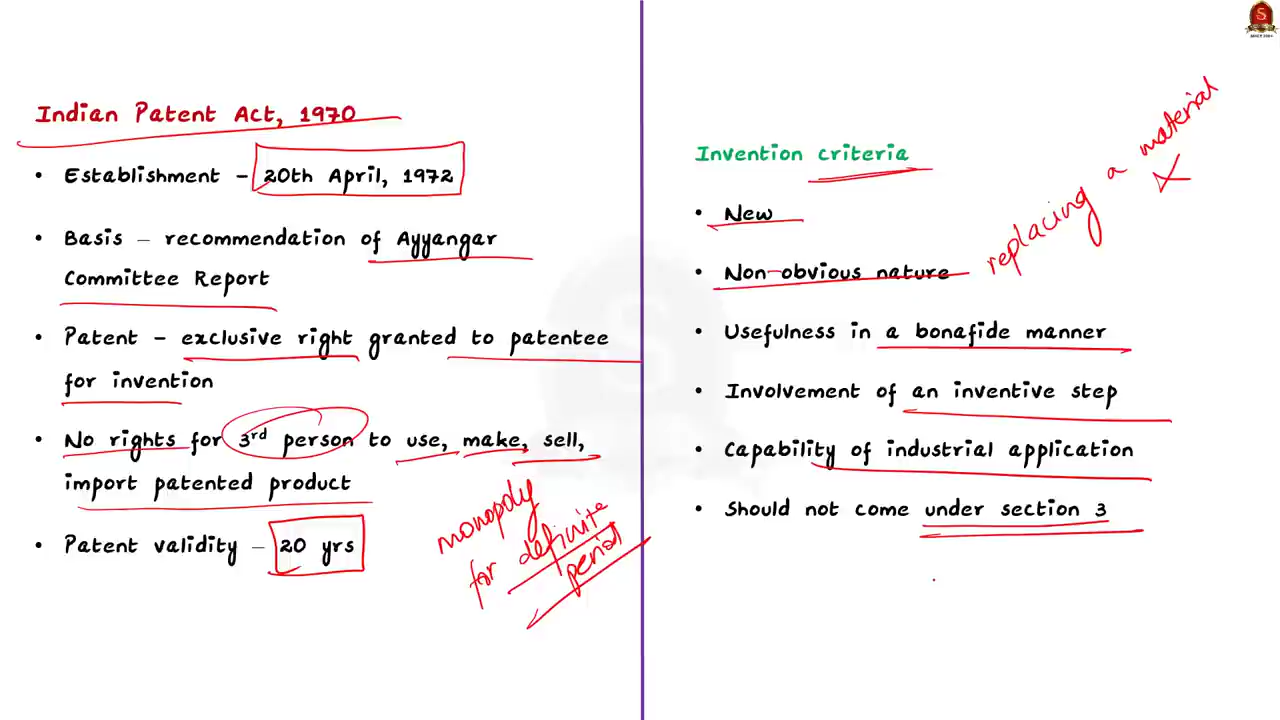 Indian Patent Act, 1970
• Establishment – 20th April, 1972
• Basis – recommendation of Ayyangar
Committee Report
• Patent – exclusive right granted to patentee
for invention
• No rights for 3rd person to use, make, sell,
import patented product
• Patent validity – 20 yrs
monopoly
for definite
period
Invention criteria
• New
• Non-obvious nature
replacing a material
• Usefulness in a bonafide manner
• Involvement of an inventive step
• Capability of industrial application
• Should not come under section 3
S